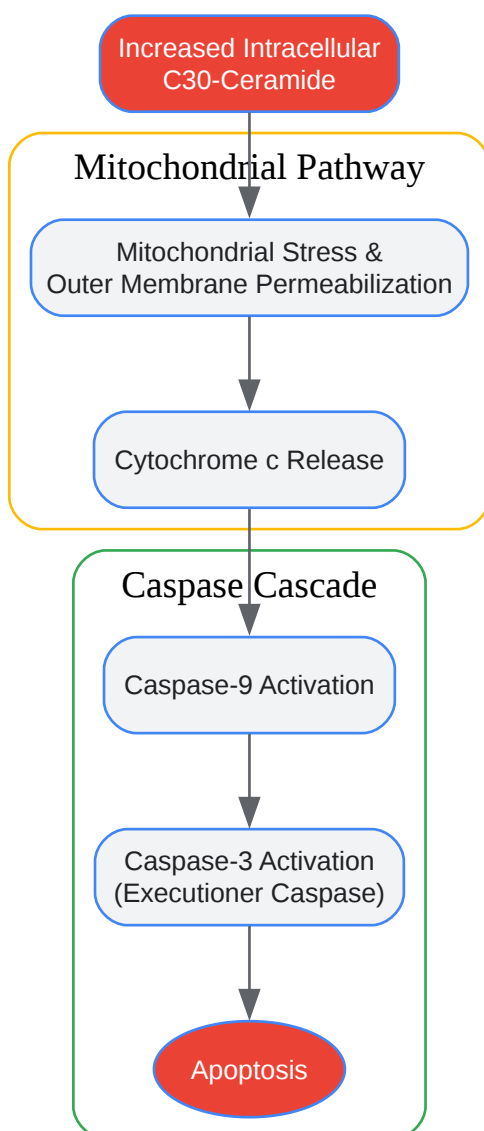 Increased Intracellular
C30-Ceramide
Mitochondrial Pathway
Mitochondrial Stress &
Outer Membrane Permeabilization
Cytochrome c Release
Caspase Cascade
Caspase-9 Activation
Caspase-3 Activation
(Executioner Caspase)
Apoptosis